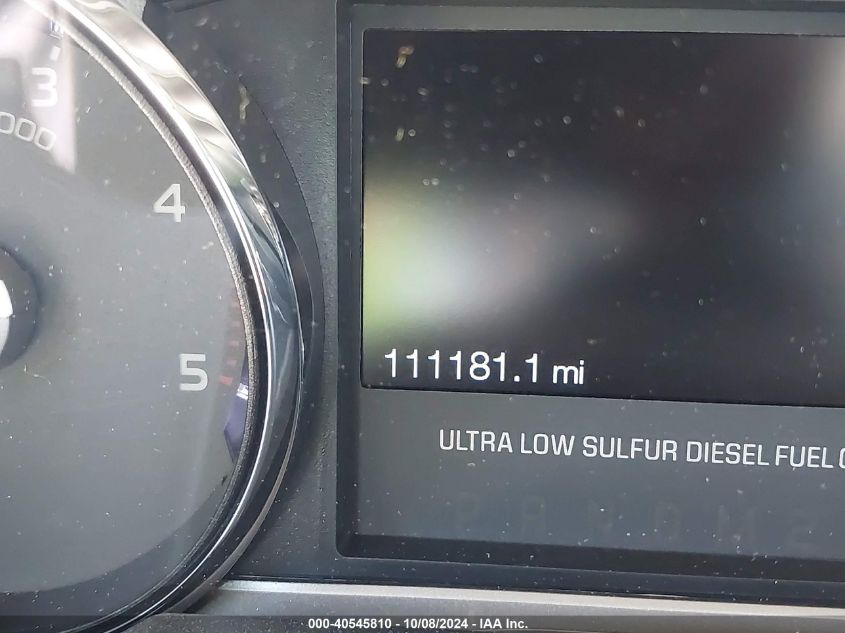 3
000
4
5
111181.1 mi
ULTRA LOW SULFUR DIESEL FUEL
P R N D M 2
000-40545810 - 10/08/2024 - IAA Inc.